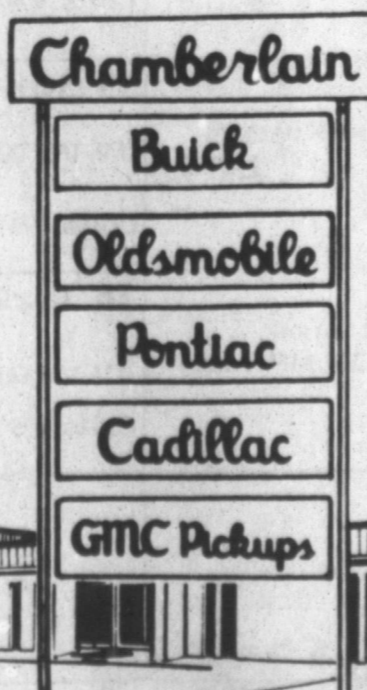 Chamberlain
Buick
Oldsmobile
Pontiac
Cadillac
GMC Pickups